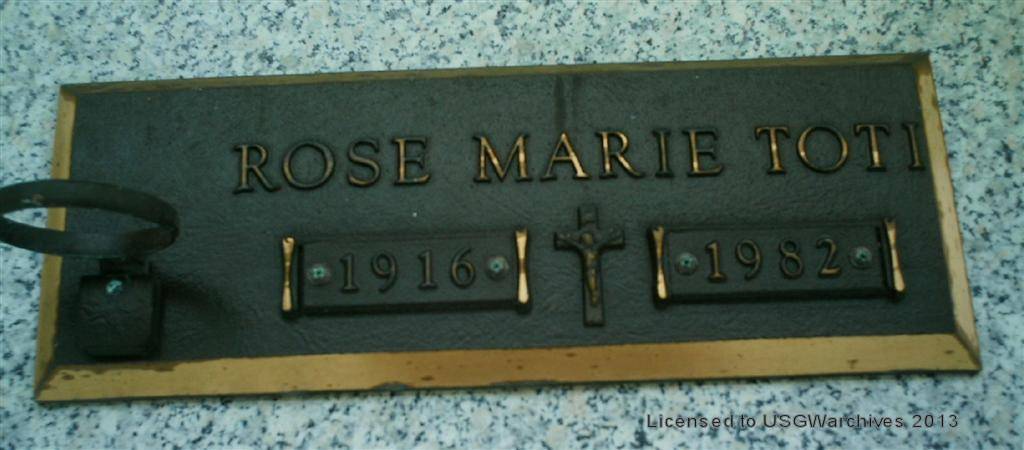 ROSE MARIE TOTI
1916 1982
Licensed to USGWarchives 2013